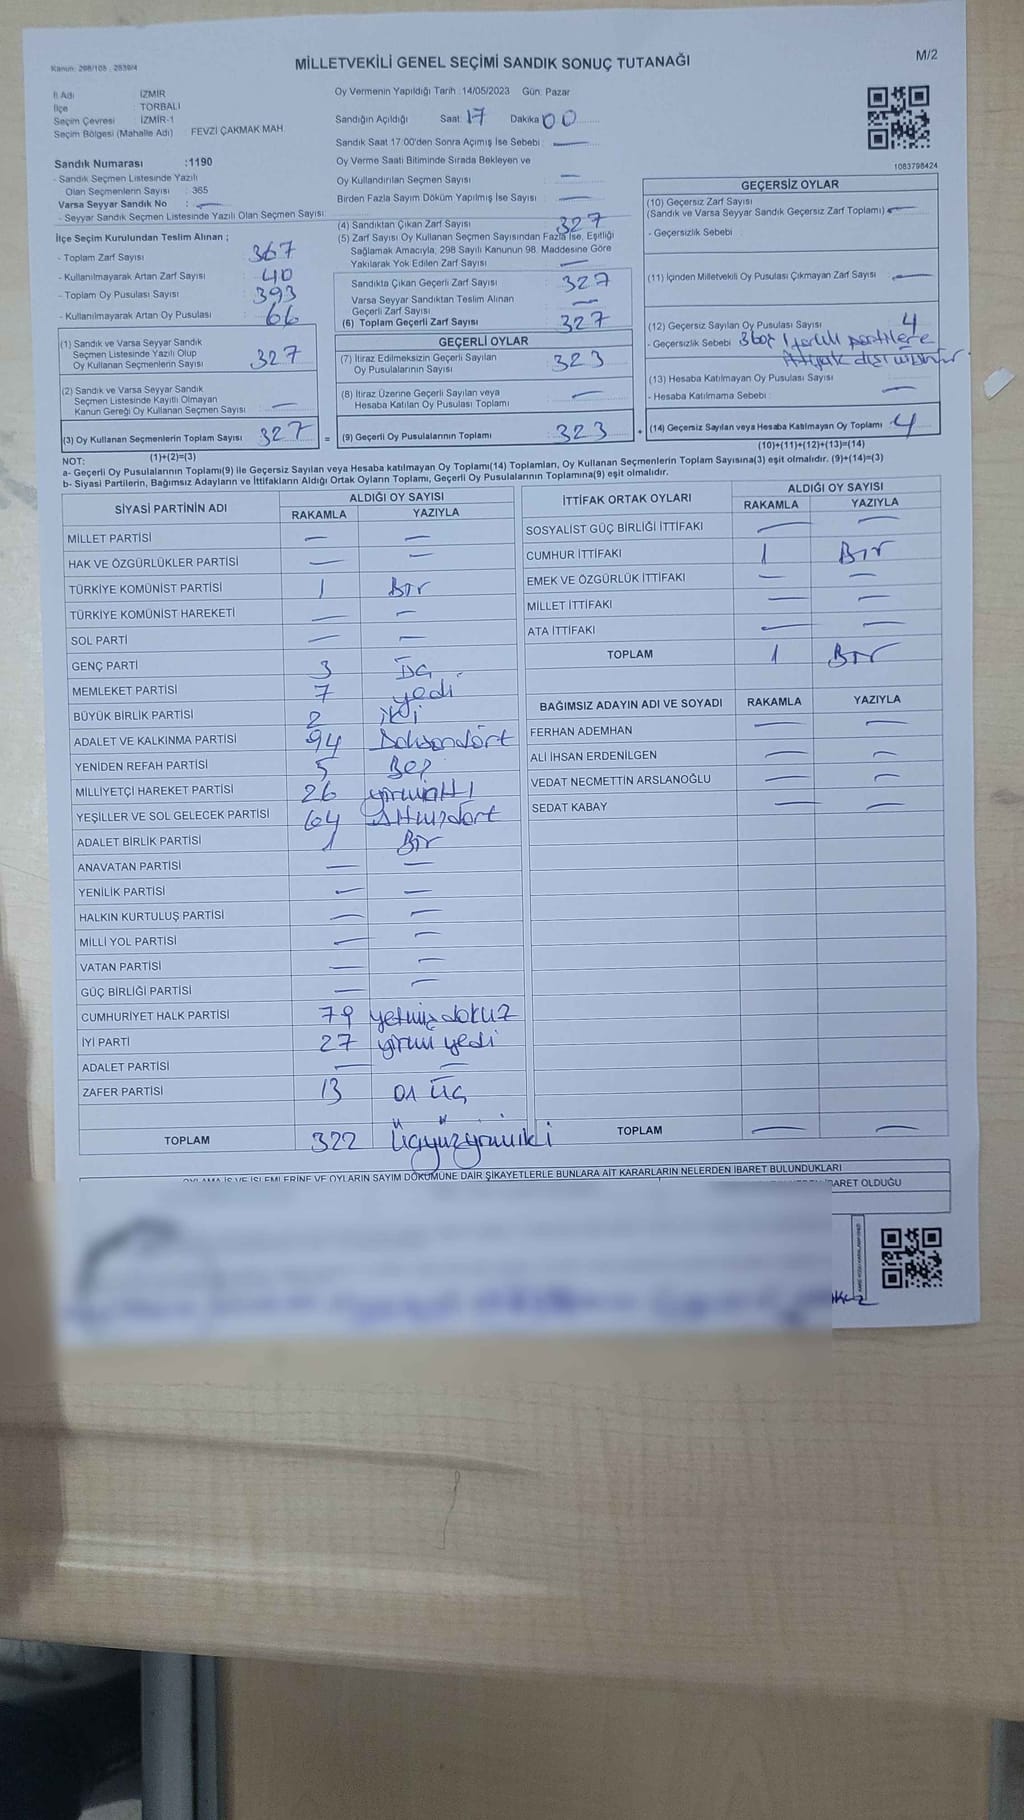 Kanun: 298/105 , 2839/4
MİLLETVEKİLİ GENEL SEÇİMİ SANDIK SONUÇ TUTANAĞI
M/2
İl Adı İZMİR
İlçe : TORBALI
Seçim Çevresi : İZMİR-1
Seçim Bölgesi (Mahalle Adı) FEVZİ ÇAKMAK MAH.
Sandık Numarası :1190
- Sandık Seçmen Listesinde Yazılı
Olan Seçmenlerin Sayısı : 365
Varsa Seyyar Sandık No : —
- Seyyar Sandık Seçmen Listesinde Yazılı Olan Seçmen Sayısı
İlçe Seçim Kurulundan Teslim Alınan ;
- Toplam Zarf Sayısı 367
- Kullanılmayarak Artan Zarf Sayısı 40
- Toplam Oy Pusulası Sayısı 393
- Kullanılmayarak Artan Oy Pusulası : 66
(1) Sandık ve Varsa Seyyar Sandık
Seçmen Listesinde Yazılı Olup
Oy Kullanan Seçmenlerin Sayısı : 327
(2) Sandık ve Varsa Seyyar Sandık
Seçmen Listesinde Kayıtlı Olmayan
Kanun Gereği Oy Kullanan Seçmen Sayısı —
(3) Oy Kullanan Seçmenlerin Toplam Sayısı 327 =
(1)+(2)=(3)
Oy Vermenin Yapıldığı Tarih : 14/05/2023 Gün: Pazar
Sandığın Açıldığı Saat: 17 Dakika 00
Sandık Saat 17:00'den Sonra Açımış İse Sebebi : —
Oy Verme Saati Bitiminde Sırada Bekleyen ve
Oy Kullandırılan Seçmen Sayısı : —
Birden Fazla Sayım Döküm Yapılmış İse Sayısı —
(4) Sandıktan Çıkan Zarf Sayısı 327
(5) Zarf Sayısı Oy Kullanan Seçmen Sayısından Fazla İse, Eşitliği
Sağlamak Amacıyla, 298 Sayılı Kanunun 98. Maddesine Göre
Yakılarak Yok Edilen Zarf Sayısı : —
Sandıkta Çıkan Geçerli Zarf Sayısı : 327
Varsa Seyyar Sandıktan Teslim Alınan
Geçerli Zarf Sayısı : —
(6) Toplam Geçerli Zarf Sayısı : 327
GEÇERLİ OYLAR
(7) İtiraz Edilmeksizin Geçerli Sayılan
Oy Pusulalarının Sayısı : 323
(8) İtiraz Üzerine Geçerli Sayılan veya
Hesaba Katılan Oy Pusulası Toplamı : —
(9) Geçerli Oy Pusulalarının Toplamı : 323 +
1083798424
GEÇERSİZ OYLAR
(10) Geçersiz Zarf Sayısı
(Sandık ve Varsa Seyyar Sandık Geçersiz Zarf Toplamı) —
- Geçersizlik Sebebi :
(11) İçinden Milletvekili Oy Pusulası Çıkmayan Zarf Sayısı —
(12) Geçersiz Sayılan Oy Pusulası Sayısı : 4
- Geçersizlik Sebebi
(13) Hesaba Katılmayan Oy Pusulası Sayısı
- Hesaba Katılmama Sebebi : —
(14) Geçersiz Sayılan veya Hesaba Katılmayan Oy Toplamı : 4
(10)+(11)+(12)+(13)=(14)
NOT:
a- Geçerli Oy Pusulalarının Toplamı(9) ile Geçersiz Sayılan veya Hesaba katılmayan Oy Toplamı(14) Toplamları, Oy Kullanan Seçmenlerin Toplam Sayısına(3) eşit olmalıdır. (9)+(14)=(3)
b- Siyasi Partilerin, Bağımsız Adayların ve İttifakların Aldığı Ortak Oyların Toplamı, Geçerli Oy Pusulalarının Toplamına(9) eşit olmalıdır.
SİYASİ PARTİNİN ADI ALDIĞI OY SAYISI
RAKAMLA YAZIYLA
MİLLET PARTİSİ — —
HAK VE ÖZGÜRLÜKLER PARTİSİ — —
TÜRKİYE KOMÜNİST PARTİSİ 1 Bir
TÜRKİYE KOMÜNİST HAREKETİ — —
SOL PARTİ — —
GENÇ PARTİ 3 Üç
MEMLEKET PARTİSİ 7 yedi
BÜYÜK BİRLİK PARTİSİ 2 iki
ADALET VE KALKINMA PARTİSİ 94 Doksandört
YENİDEN REFAH PARTİSİ 5 Beş
MİLLİYETÇİ HAREKET PARTİSİ 26 yirmialtı
YEŞİLLER VE SOL GELECEK PARTİSİ 64 Altmışdört
ADALET BİRLİK PARTİSİ 1 Bir
ANAVATAN PARTİSİ — —
YENİLİK PARTİSİ — —
HALKIN KURTULUŞ PARTİSİ — —
MİLLİ YOL PARTİSİ — —
VATAN PARTİSİ — —
GÜÇ BİRLİĞİ PARTİSİ — —
CUMHURİYET HALK PARTİSİ 79 yetmiş dokuz
İYİ PARTİ 27 yirmi yedi
ADALET PARTİSİ — —
ZAFER PARTİSİ 13 on üç
TOPLAM 322 Üçyüzyirmiiki
İTTİFAK ORTAK OYLARI ALDIĞI OY SAYISI
RAKAMLA YAZIYLA
SOSYALİST GÜÇ BİRLİĞİ İTTİFAKI — —
CUMHUR İTTİFAKI 1 Bir
EMEK VE ÖZGÜRLÜK İTTİFAKI — —
MİLLET İTTİFAKI — —
ATA İTTİFAKI — —
TOPLAM 1 Bir
BAĞIMSIZ ADAYIN ADI VE SOYADI RAKAMLA YAZIYLA
FERHAN ADEMHAN — —
ALİ İHSAN ERDENİLGEN — —
VEDAT NECMETTİN ARSLANOĞLU — —
SEDAT KABAY — —
TOPLAM — —
OYLAMA İŞ VE İŞLEMLERİNE VE OYLARIN SAYIM DÖKÜMÜNE DAİR ŞİKAYETLERLE BUNLARA AİT KARARLARIN NELERDEN İBARET BULUNDUKLARI
İBARET OLDUĞU